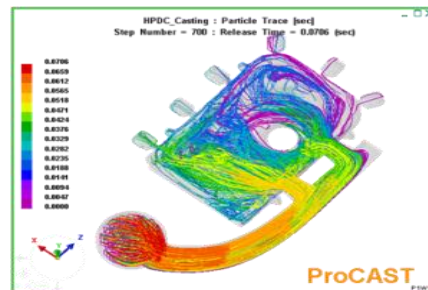 HPDC_Casting : Particle Trace [sec]
Step Number = 700 : Release Time = 0.0706 (sec)
0.0706
0.0659
0.0612
0.0565
0.0518
0.0471
0.0424
0.0376
0.0329
0.0282
0.0235
0.0188
0.0141
0.0094
0.0047
0.0000
X
Y
Z
ProCAST